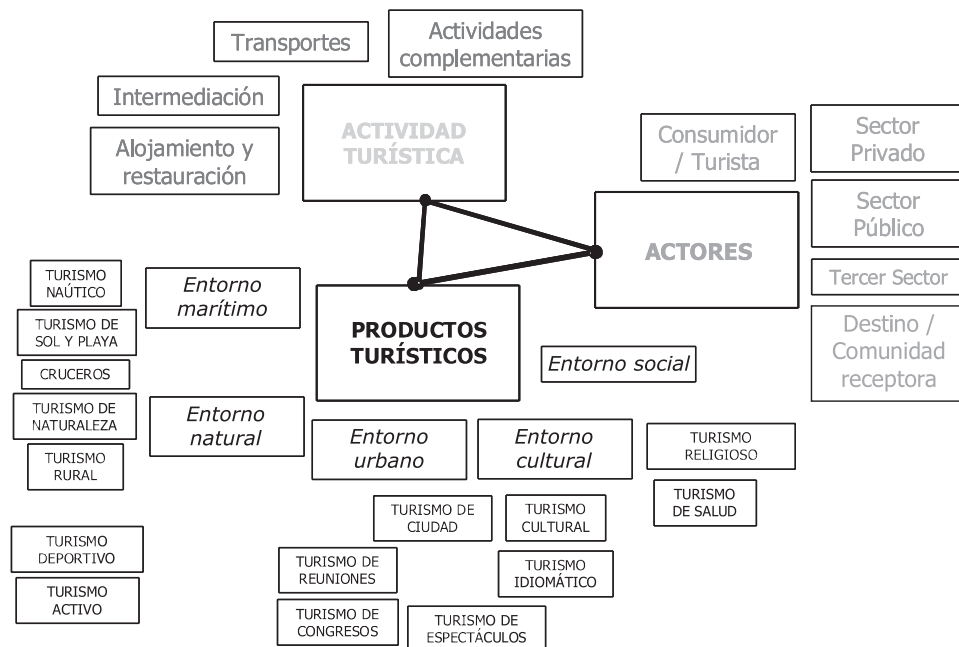 Transportes
Actividades
complementarias
Intermediación
Alojamiento y
restauración
ACTIVIDAD
TURÍSTICA
Consumidor
/ Turista
Sector
Privado
Sector
Público
ACTORES
Tercer Sector
Destino /
Comunidad
receptora
TURISMO
NAÚTICO
TURISMO DE
SOL Y PLAYA
CRUCEROS
TURISMO DE
NATURALEZA
TURISMO
RURAL
TURISMO
DEPORTIVO
TURISMO
ACTIVO
Entorno
marítimo
Entorno
natural
PRODUCTOS
TURÍSTICOS
Entorno social
Entorno
urbano
Entorno
cultural
TURISMO
RELIGIOSO
TURISMO
DE SALUD
TURISMO DE
CIUDAD
TURISMO
CULTURAL
TURISMO DE
REUNIONES
TURISMO
IDIOMÁTICO
TURISMO DE
CONGRESOS
TURISMO DE
ESPECTÁCULOS